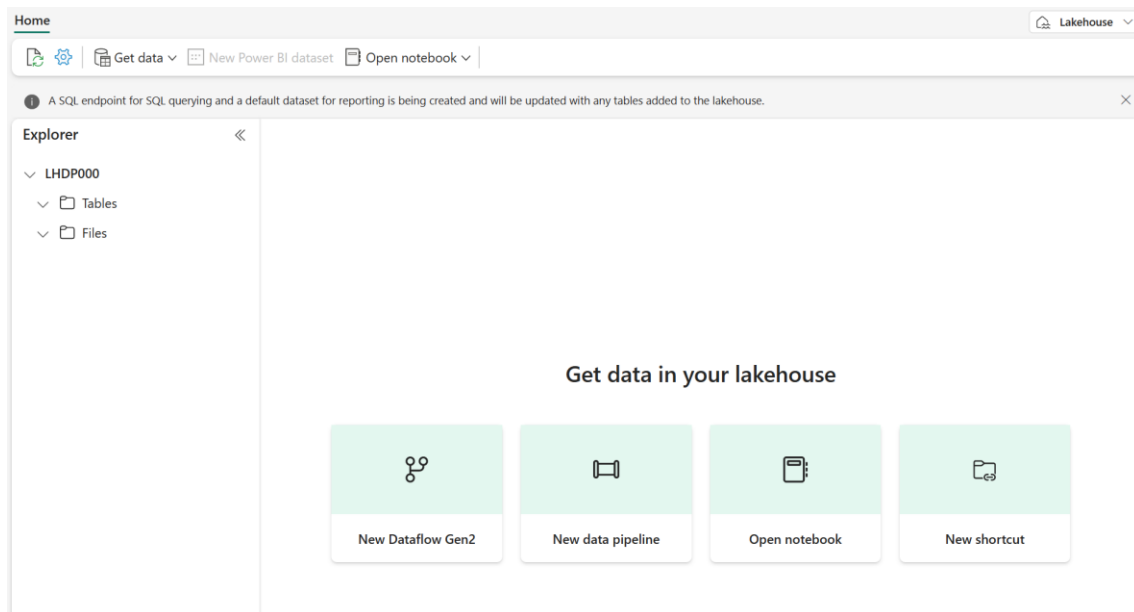 Home
Lakehouse
Get data
New Power BI dataset
Open notebook
A SQL endpoint for SQL querying and a default dataset for reporting is being created and will be updated with any tables added to the lakehouse.
Explorer
LHDP000
Tables
Files
Get data in your lakehouse
New Dataflow Gen2
New data pipeline
Open notebook
New shortcut